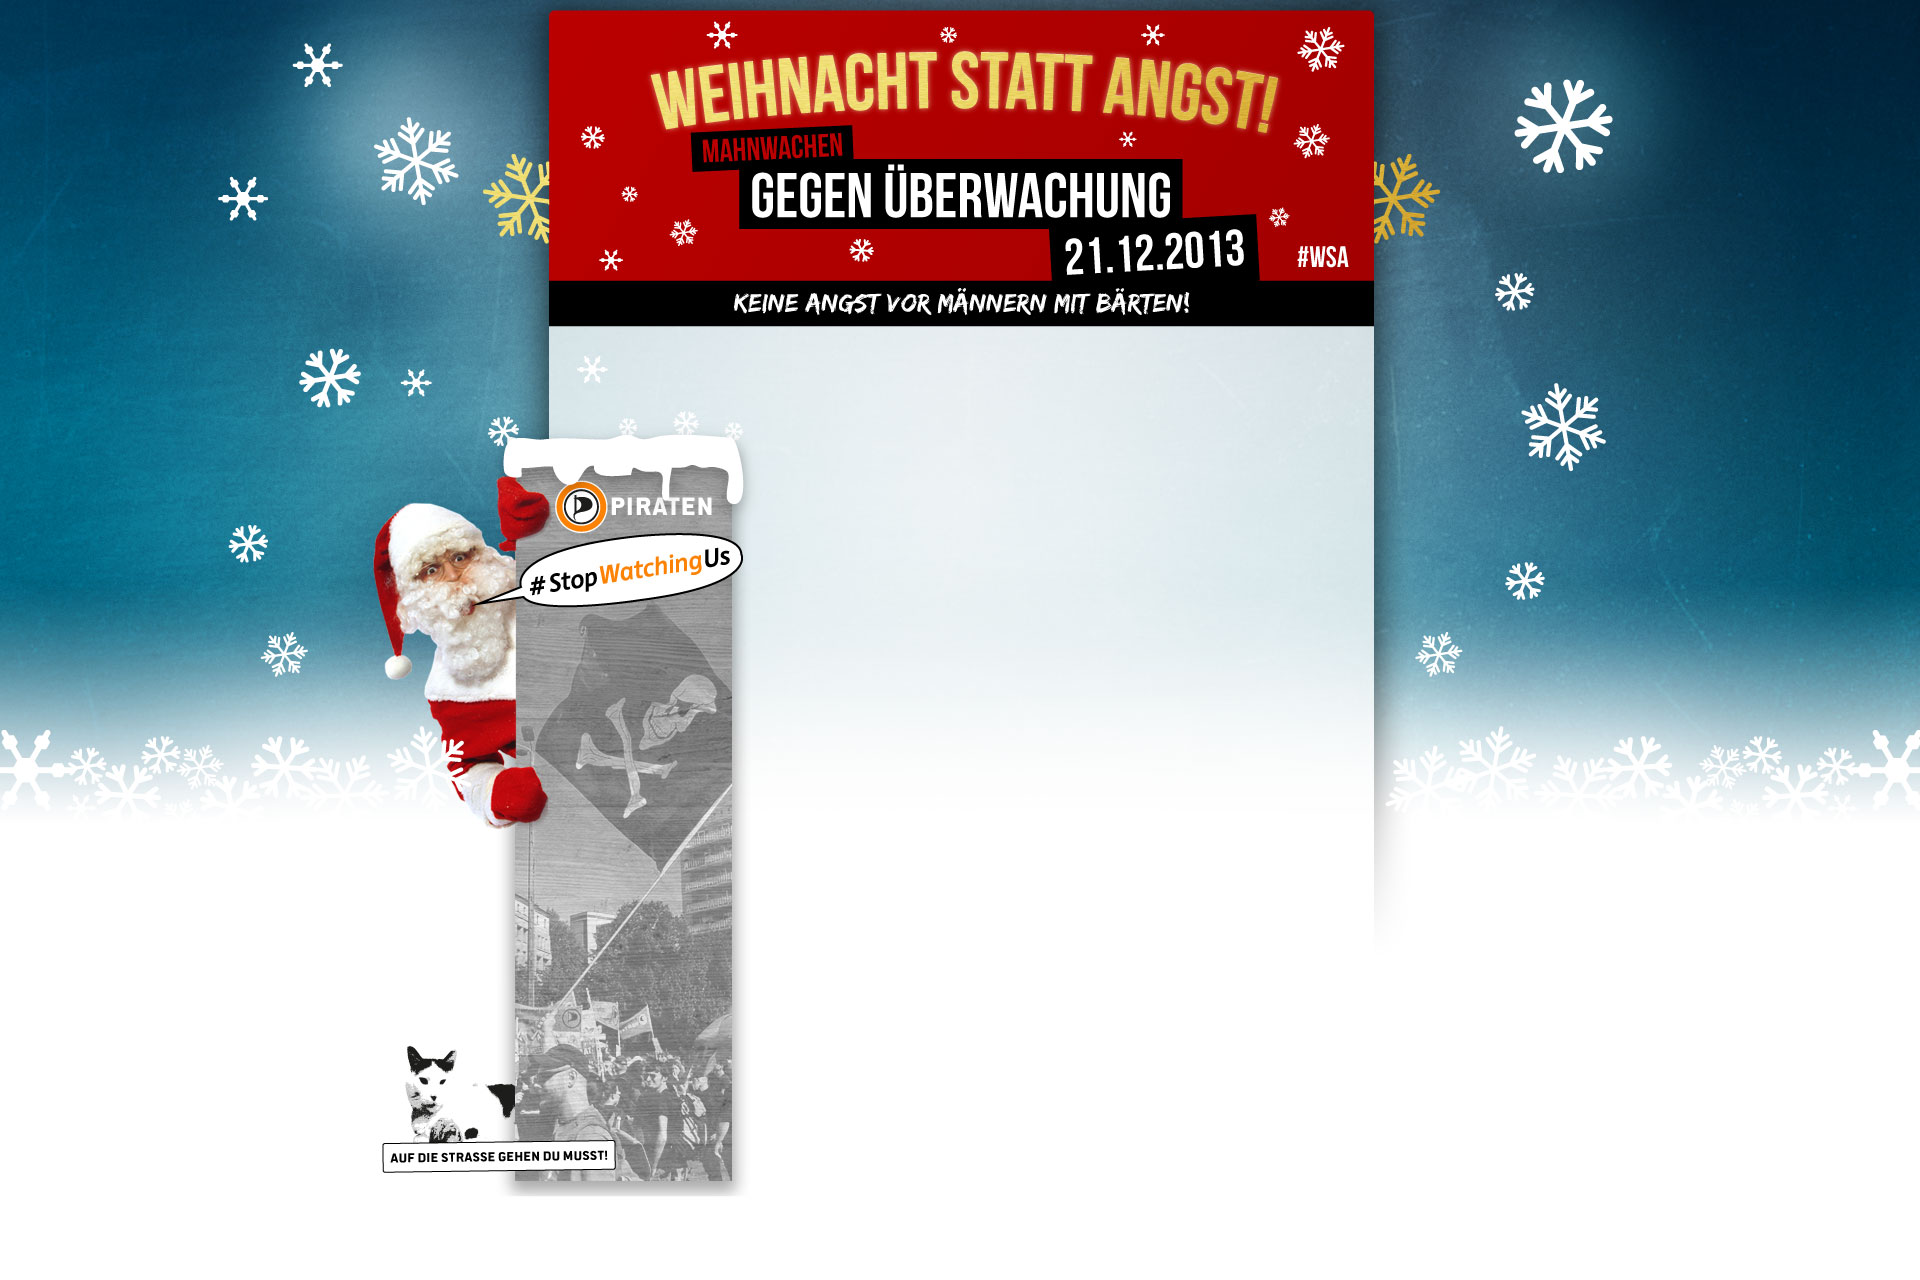 WEIHNACHT STATT ANGST!
MAHNWACHEN
GEGEN ÜBERWACHUNG
21.12.2013
#WSA
KEINE ANGST VOR MÄNNERN MIT BÄRTEN!
PIRATEN
#StopWatchingUs
AUF DIE STRASSE GEHEN DU MUSST!